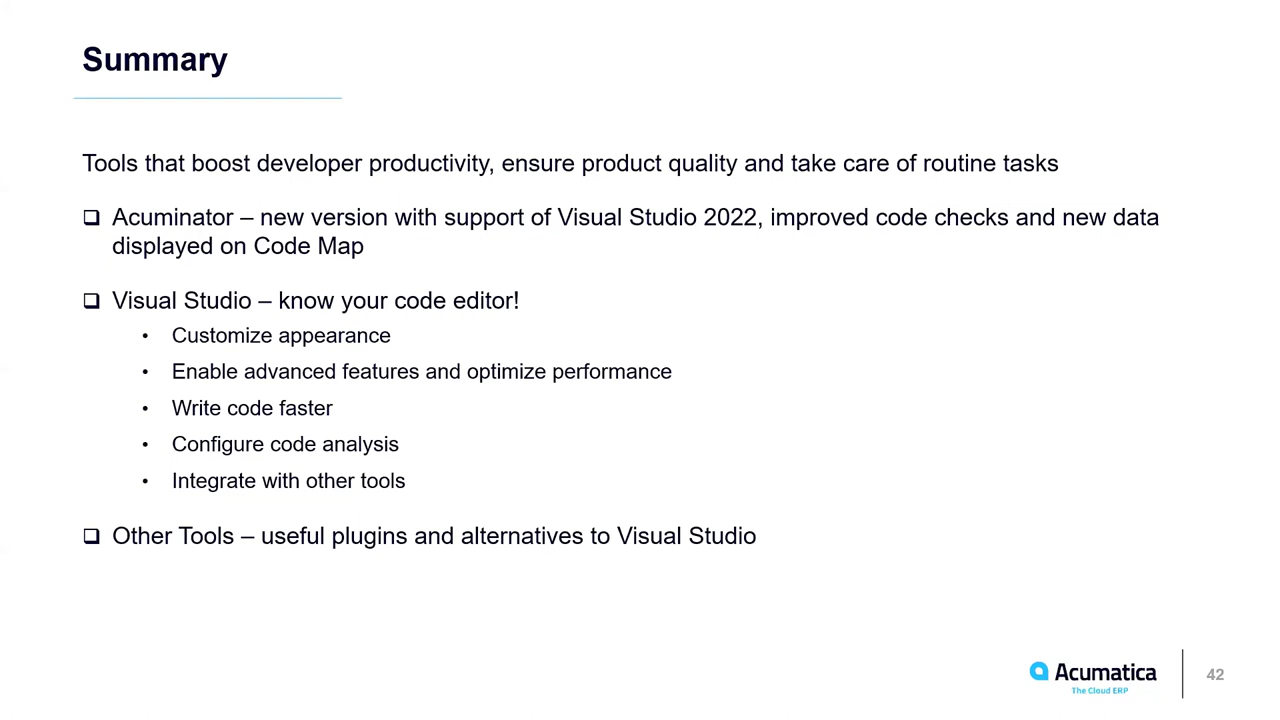 Summary
Tools that boost developer productivity, ensure product quality and take care of routine tasks
❑ Acuminator – new version with support of Visual Studio 2022, improved code checks and new data
displayed on Code Map
❑ Visual Studio – know your code editor!
• Customize appearance
• Enable advanced features and optimize performance
• Write code faster
• Configure code analysis
• Integrate with other tools
❑ Other Tools – useful plugins and alternatives to Visual Studio
Acumatica
The Cloud ERP
42